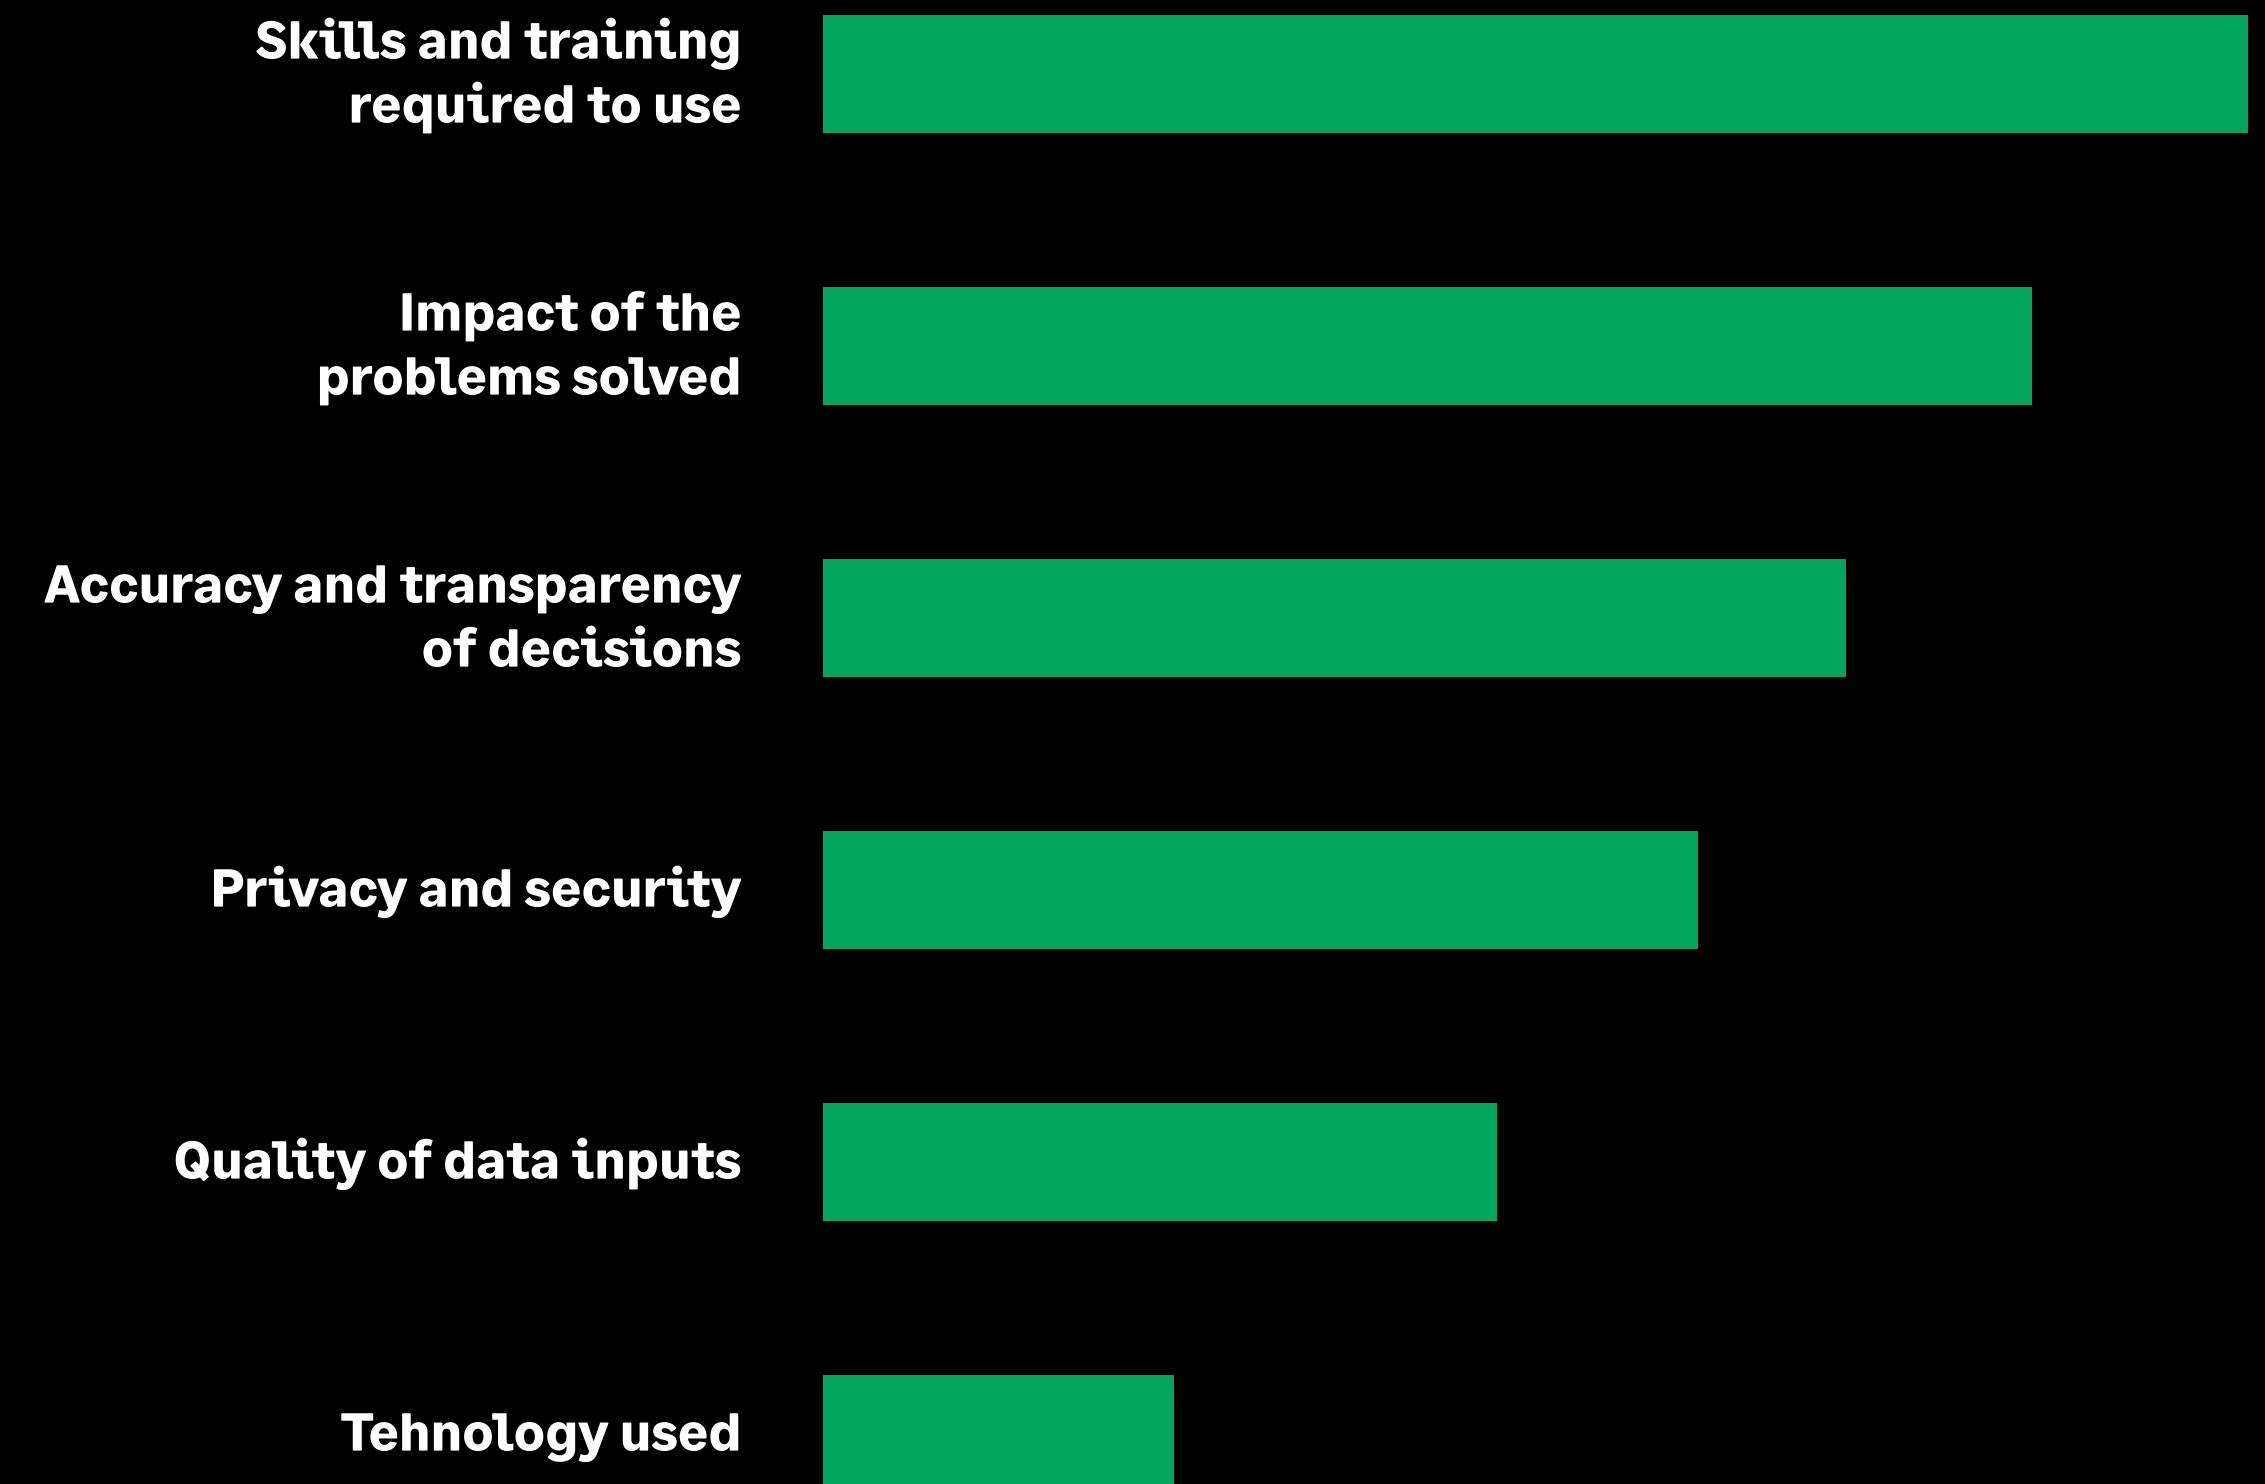 Skills and training
required to use
Impact of the
problems solved
Accuracy and transparency
of decisions
Privacy and security
Quality of data inputs
Tehnology used